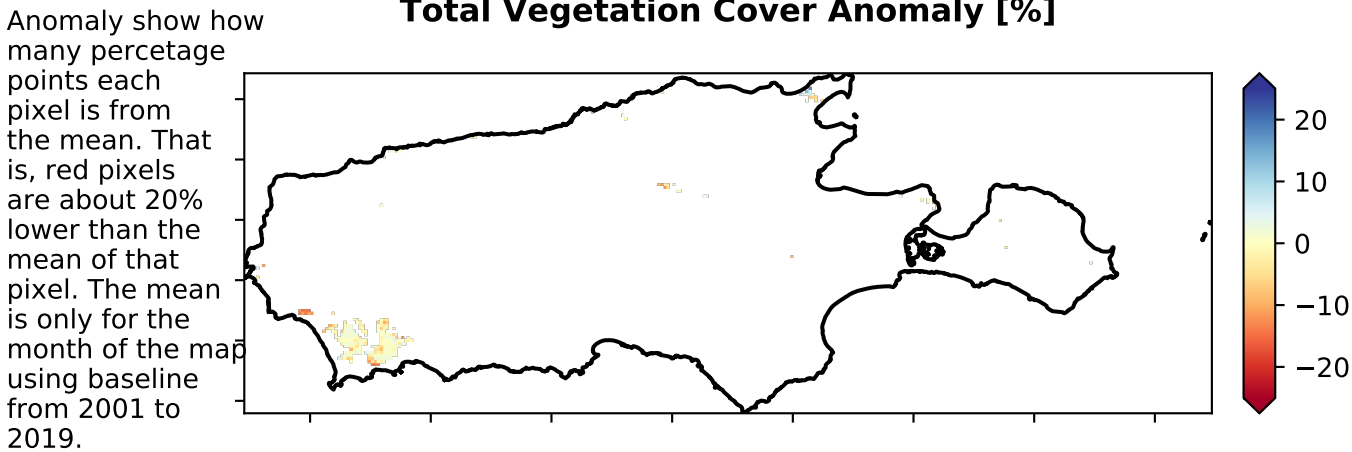 Total Vegetation Cover Anomaly [%]
Anomaly show how
many percetage
points each
pixel is from
the mean. That
is, red pixels
are about 20%
lower than the
mean of that
pixel. The mean
is only for the
month of the map
using baseline
from 2001 to
2019.
20
10
0
−10
−20